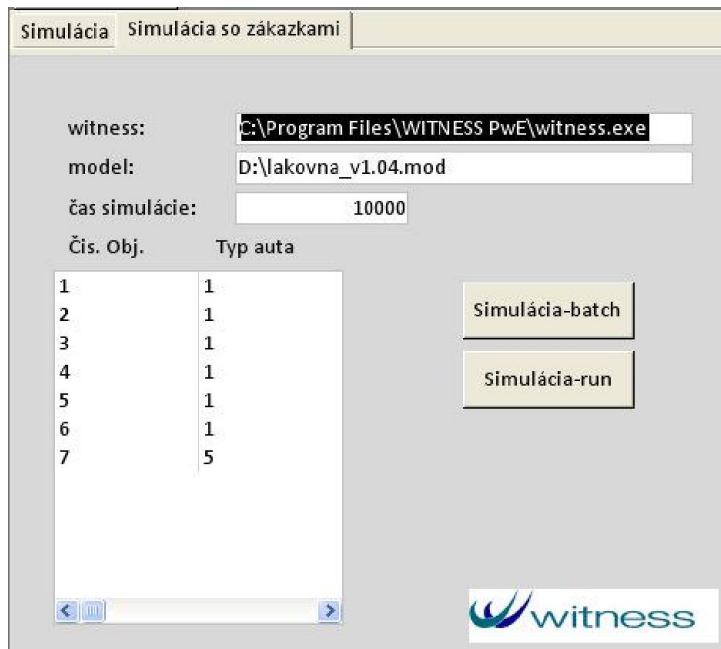 Simulácia Simulácia so zákazkami
witness: C:\Program Files\WITNESS PwE\witness.exe
model: D:\lakovna_v1.04.mod
čas simulácie: 10000
Čis. Obj. Typ auta
1 1
2 1
3 1
4 1
5 1
6 1
7 5
Simulácia-batch
Simulácia-run
witness